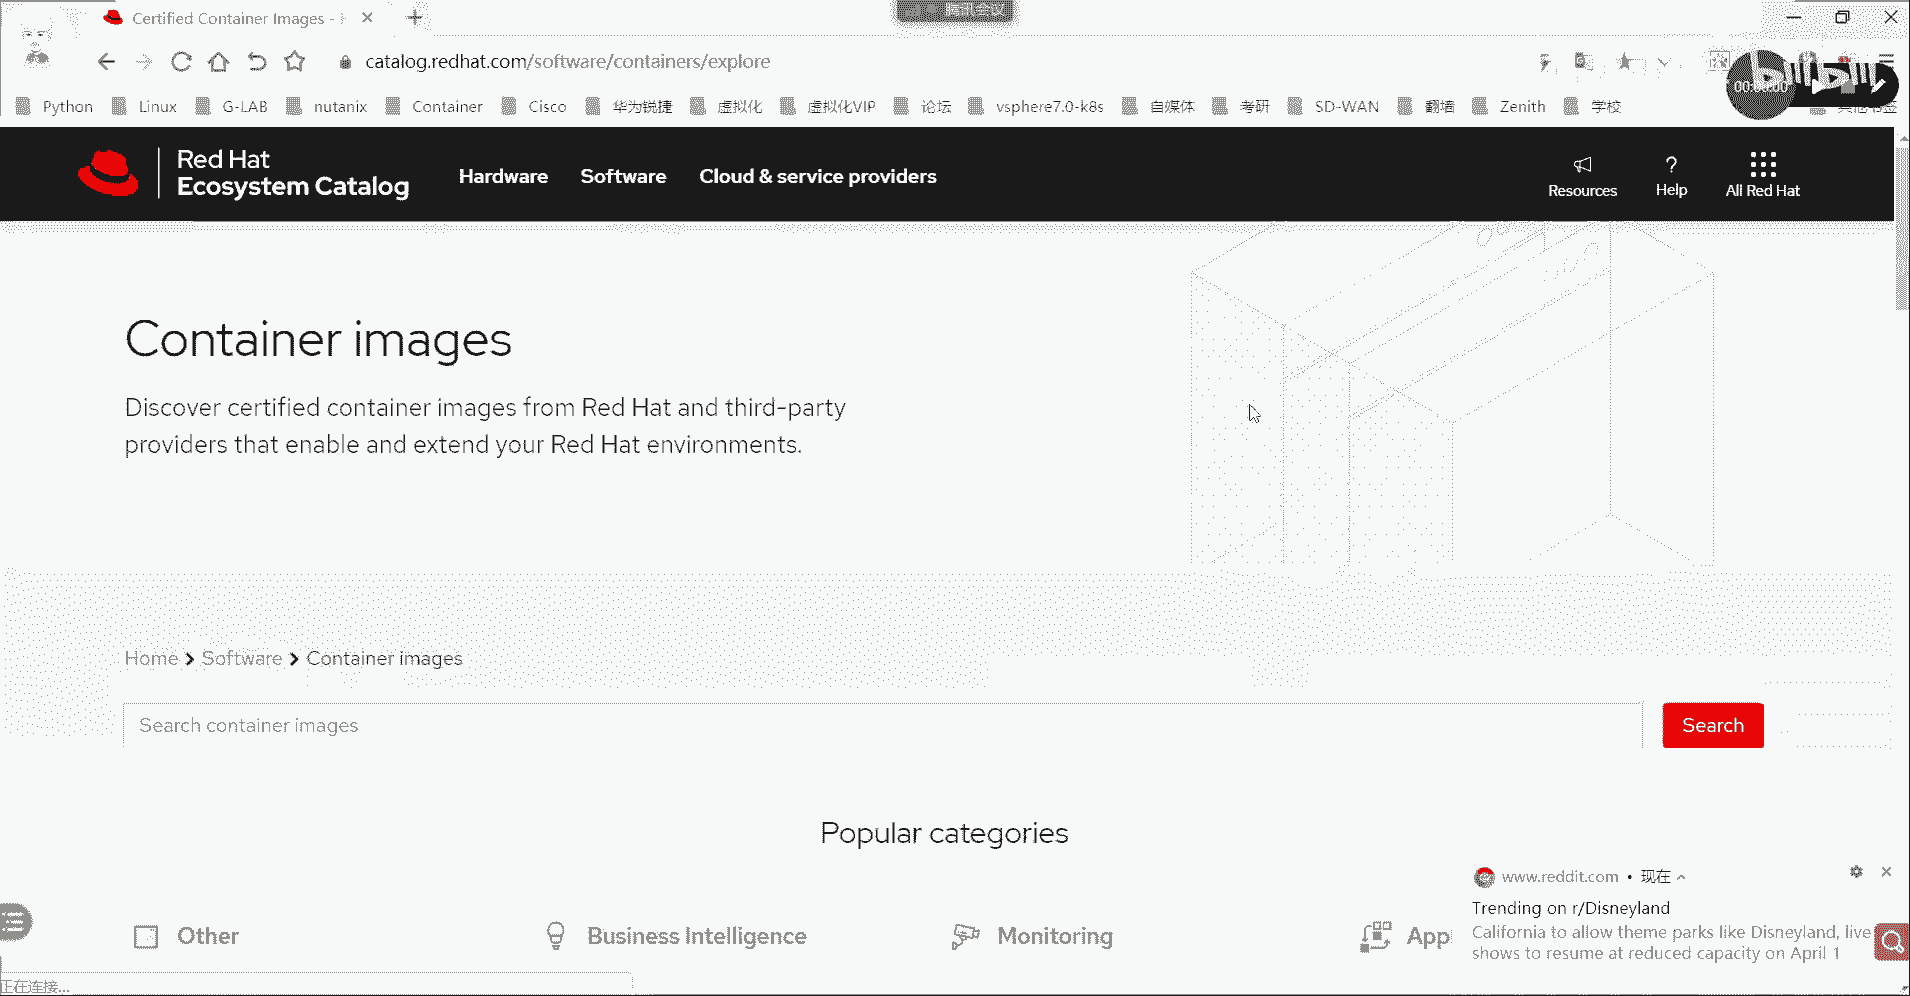 腾讯会议
Certified Container Images -
catalog.redhat.com/software/containers/explore
00:00:00
bilibili
Python Linux G-LAB nutanix Container Cisco 华为锐捷 虚拟化 虚拟化VIP 论坛 vsphere7.0-k8s 自媒体 考研 SD-WAN 翻墙 Zenith 学校 其他书签
Red Hat
Ecosystem Catalog
Hardware Software Cloud & service providers
Resources Help All Red Hat
Container images
Discover certified container images from Red Hat and third-party
providers that enable and extend your Red Hat environments.
Home > Software > Container images
Search container images Search
Popular categories
Other Business Intelligence Monitoring App
www.reddit.com • 现在
Trending on r/Disneyland
California to allow theme parks like Disneyland, live
shows to resume at reduced capacity on April 1
正在连接...